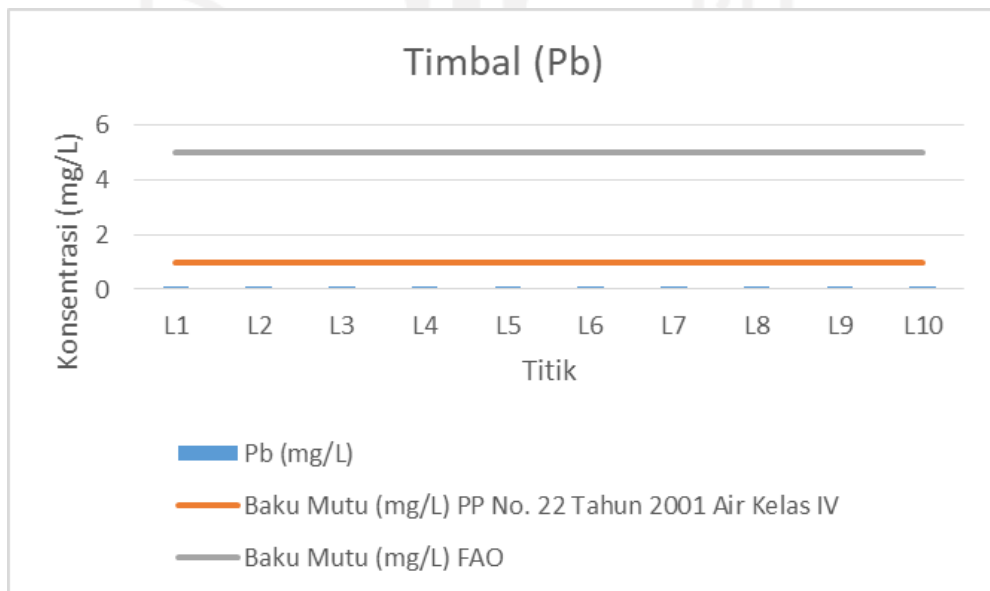 Timbal (Pb)
Konsentrasi (mg/L)
6
4
2
0
L1 L2 L3 L4 L5 L6 L7 L8 L9 L10
Titik
Pb (mg/L)
Baku Mutu (mg/L) PP No. 22 Tahun 2001 Air Kelas IV
Baku Mutu (mg/L) FAO